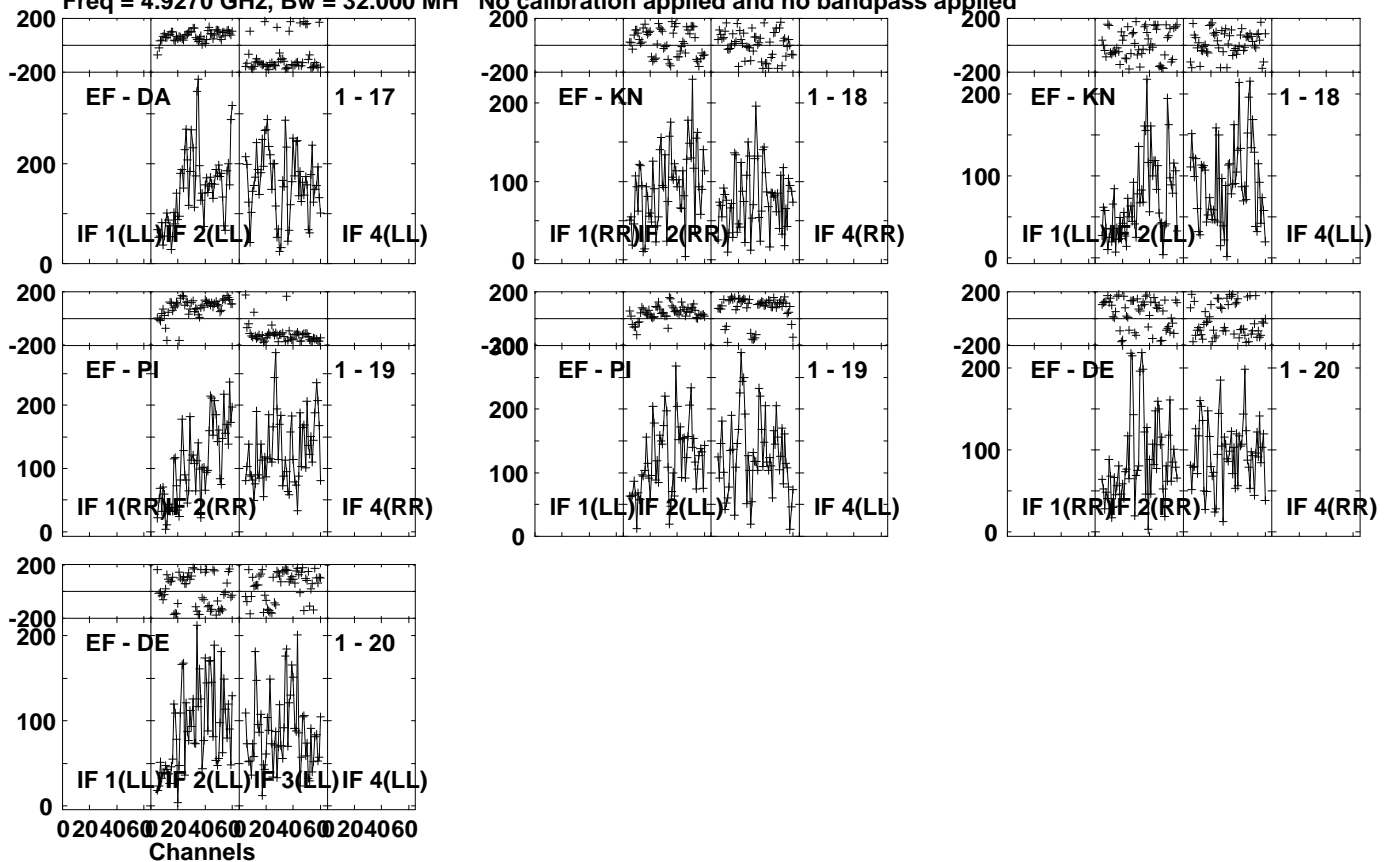 Freq = 4.9270 GHz, Bw = 32.000 MH No calibration applied and no bandpass applied
200
-200
EF - DA 1 - 17
200
0
IF 1(LL) IF 2(LL) IF 4(LL)
-200
EF - KN 1 - 18
200
100
0
IF 1(RR) IF 2(RR) IF 4(RR)
-200
EF - KN 1 - 18
200
100
0
IF 1(LL) IF 2(LL) IF 4(LL)
200
-200
EF - PI 1 - 19
200
100
0
IF 1(RR) IF 2(RR) IF 4(RR)
200
-200
300
EF - PI 1 - 19
200
100
0
IF 1(LL) IF 2(LL) IF 4(LL)
200
-200
EF - DE 1 - 20
200
100
0
IF 1(RR) IF 2(RR) IF 4(RR)
200
-200
EF - DE 1 - 20
200
100
0
IF 1(LL) IF 2(LL) IF 3(LL) IF 4(LL)
0 20 40 60 0 20 40 60 0 20 40 60 0 20 40 60
Channels